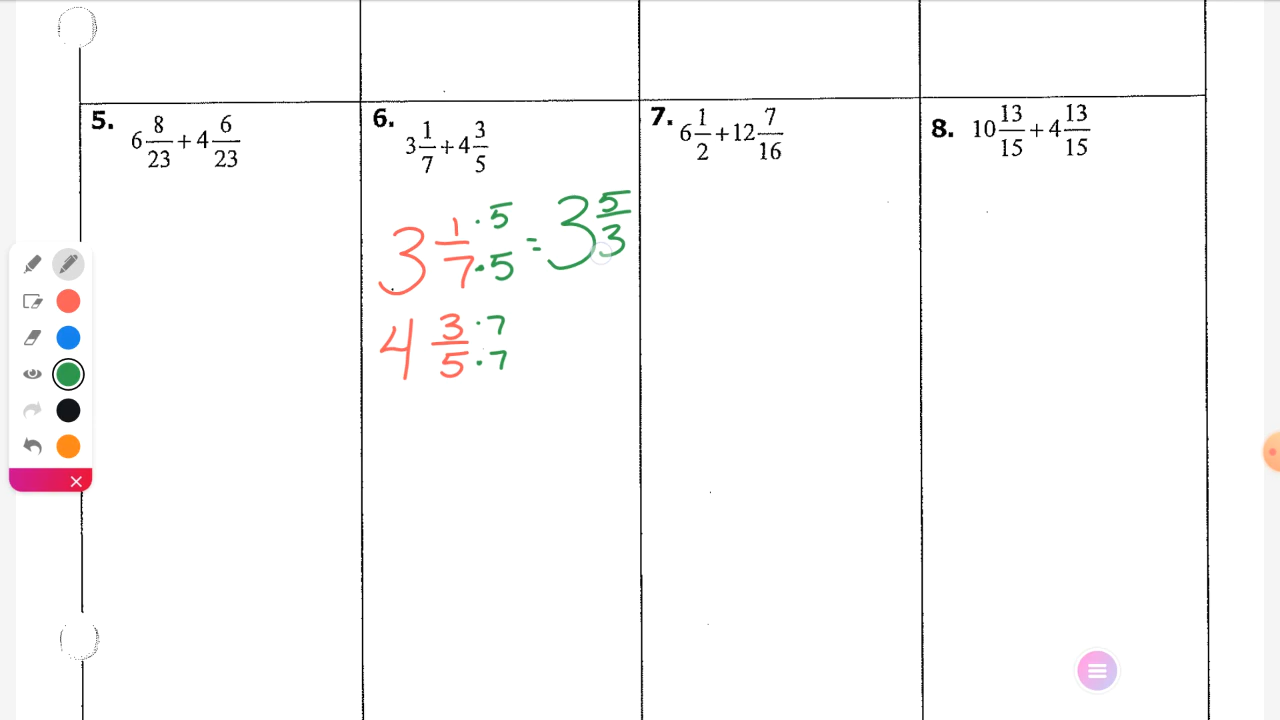 5. 6 8/23 + 4 6/23
6. 3 1/7 + 4 3/5
7. 6 1/2 + 12 7/16
8. 10 13/15 + 4 13/15
3 1/7 · 5/· 5 = 3 5/3
4 3/5 · 7/· 7